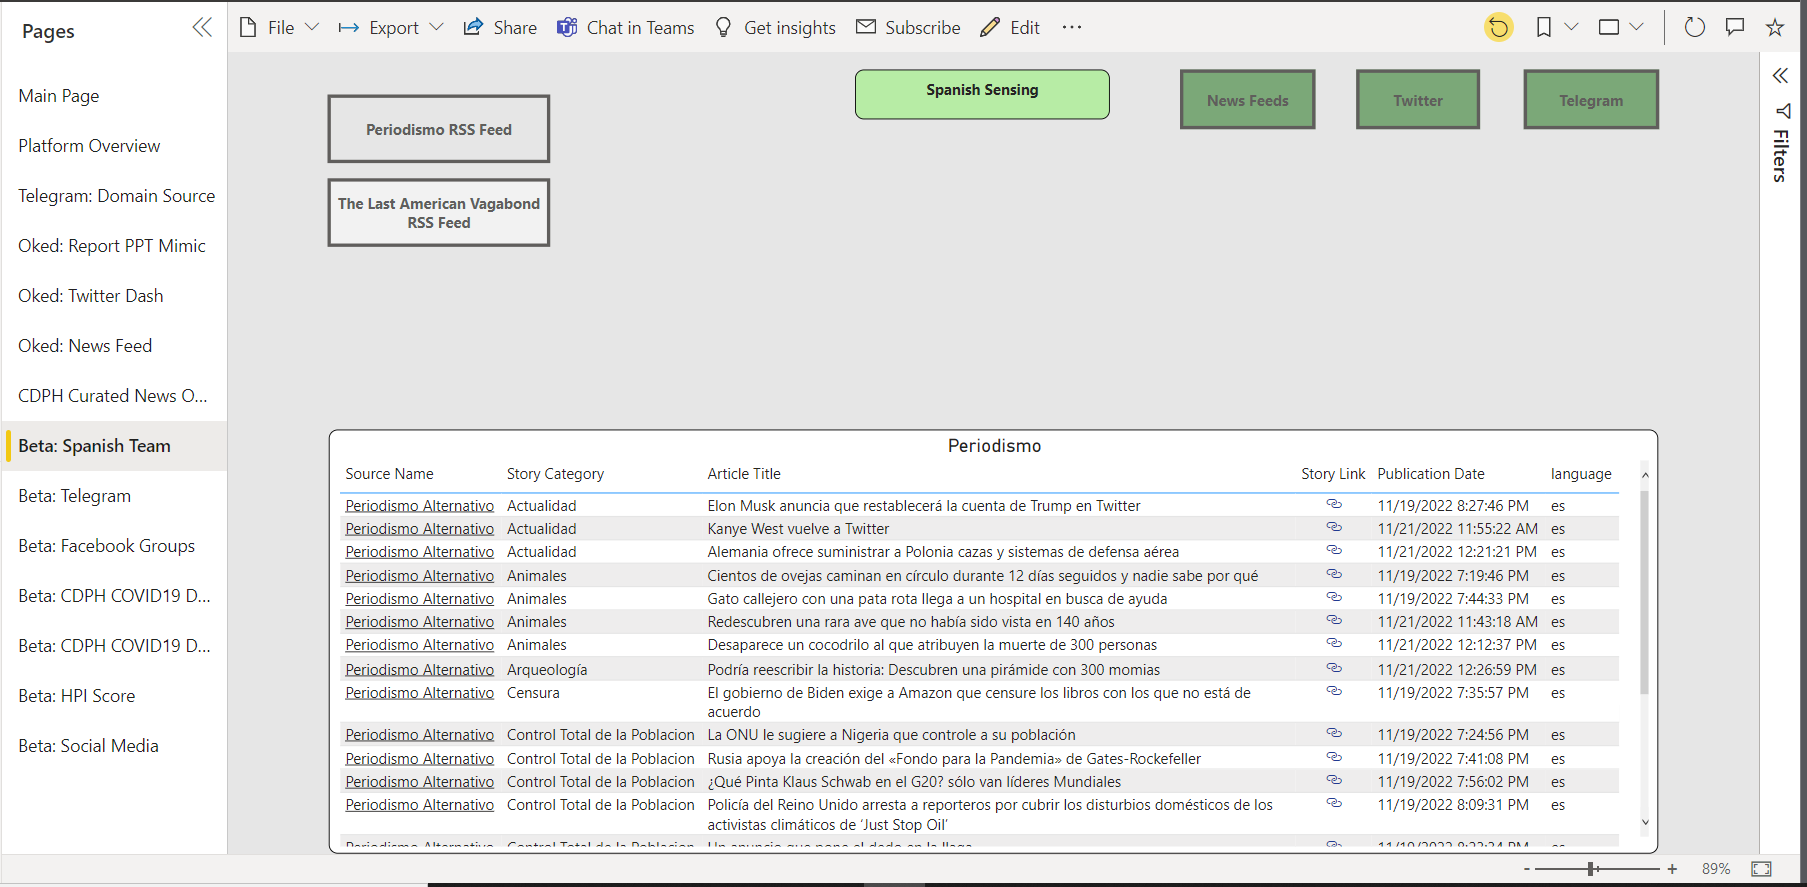 Pages
File
Export
Share
Chat in Teams
Get insights
Subscribe
Edit
Main Page
Platform Overview
Telegram: Domain Source
Oked: Report PPT Mimic
Oked: Twitter Dash
Oked: News Feed
CDPH Curated News O...
Beta: Spanish Team
Beta: Telegram
Beta: Facebook Groups
Beta: CDPH COVID19 D...
Beta: CDPH COVID19 D...
Beta: HPI Score
Beta: Social Media
Periodismo RSS Feed
The Last American Vagabond
RSS Feed
Spanish Sensing
News Feeds
Twitter
Telegram
Filters
Periodismo
Source Name Story Category Article Title Story Link Publication Date language
Periodismo Alternativo Actualidad Elon Musk anuncia que restablecerá la cuenta de Trump en Twitter 11/19/2022 8:27:46 PM es
Periodismo Alternativo Actualidad Kanye West vuelve a Twitter 11/21/2022 11:55:22 AM es
Periodismo Alternativo Actualidad Alemania ofrece suministrar a Polonia cazas y sistemas de defensa aérea 11/21/2022 12:21:21 PM es
Periodismo Alternativo Animales Cientos de ovejas caminan en círculo durante 12 días seguidos y nadie sabe por qué 11/19/2022 7:19:46 PM es
Periodismo Alternativo Animales Gato callejero con una pata rota llega a un hospital en busca de ayuda 11/19/2022 7:44:33 PM es
Periodismo Alternativo Animales Redescubren una rara ave que no había sido vista en 140 años 11/21/2022 11:43:18 AM es
Periodismo Alternativo Animales Desaparece un cocodrilo al que atribuyen la muerte de 300 personas 11/21/2022 12:12:37 PM es
Periodismo Alternativo Arqueología Podría reescribir la historia: Descubren una pirámide con 300 momias 11/21/2022 12:26:59 PM es
Periodismo Alternativo Censura El gobierno de Biden exige a Amazon que censure los libros con los que no está de 11/19/2022 7:35:57 PM es
acuerdo
Periodismo Alternativo Control Total de la Poblacion La ONU le sugiere a Nigeria que controle a su población 11/19/2022 7:24:56 PM es
Periodismo Alternativo Control Total de la Poblacion Rusia apoya la creación del «Fondo para la Pandemia» de Gates-Rockefeller 11/19/2022 7:41:08 PM es
Periodismo Alternativo Control Total de la Poblacion ¿Qué Pinta Klaus Schwab en el G20? sólo van líderes Mundiales 11/19/2022 7:56:02 PM es
Periodismo Alternativo Control Total de la Poblacion Policía del Reino Unido arresta a reporteros por cubrir los disturbios domésticos de los 11/19/2022 8:09:31 PM es
activistas climáticos de ‘Just Stop Oil’
Periodismo Alternativo Control Total de la Poblacion Un anuncio que pone el dedo en la llaga
89%